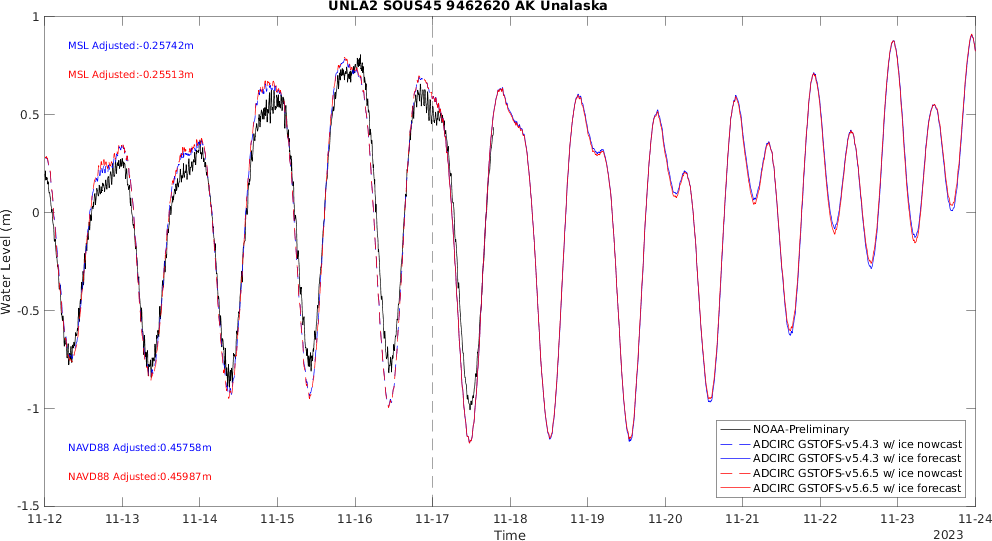 UNLA2 SOUS45 9462620 AK Unalaska
1
MSL Adjusted:-0.25742m
MSL Adjusted:-0.25513m
0.5
0
Water Level (m)
-0.5
-1
NOAA-Preliminary
ADCIRC GSTOFS-v5.4.3 w/ ice nowcast
NAVD88 Adjusted:0.45758m
ADCIRC GSTOFS-v5.4.3 w/ ice forecast
ADCIRC GSTOFS-v5.6.5 w/ ice nowcast
NAVD88 Adjusted:0.45987m
ADCIRC GSTOFS-v5.6.5 w/ ice forecast
-1.5
11-12 11-13 11-14 11-15 11-16 11-17 11-18 11-19 11-20 11-21 11-22 11-23 11-24
Time
2023